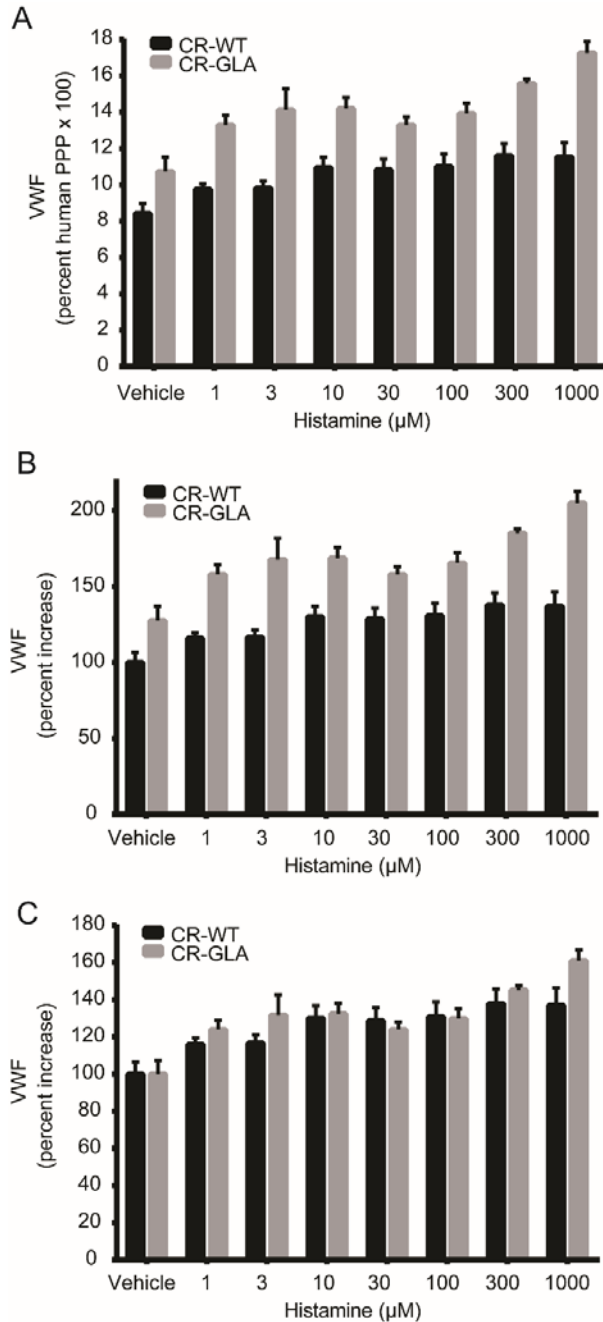 A
CR-WT
CR-GLA
VWF
(percent human PPP x 100)
18
16
14
12
10
8
6
4
2
0
Vehicle 1 3 10 30 100 300 1000
Histamine (µM)
B
CR-WT
CR-GLA
VWF
(percent increase)
200
150
100
50
0
Vehicle 1 3 10 30 100 300 1000
Histamine (µM)
C
CR-WT
CR-GLA
VWF
(percent increase)
180
160
140
120
100
80
60
40
20
0
Vehicle 1 3 10 30 100 300 1000
Histamine (µM)